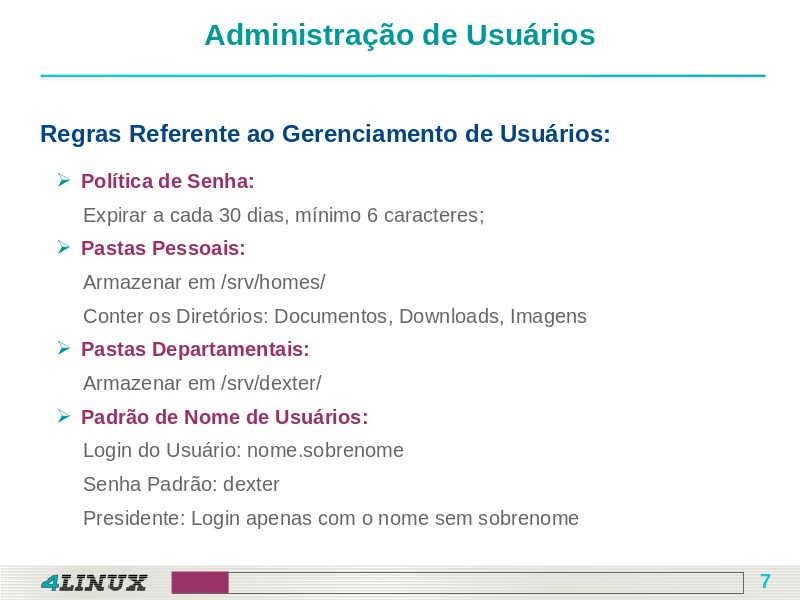 Administração de Usuários
Regras Referente ao Gerenciamento de Usuários:
Política de Senha:
Expirar a cada 30 dias, mínimo 6 caracteres;
Pastas Pessoais:
Armazenar em /srv/homes/
Conter os Diretórios: Documentos, Downloads, Imagens
Pastas Departamentais:
Armazenar em /srv/dexter/
Padrão de Nome de Usuários:
Login do Usuário: nome.sobrenome
Senha Padrão: dexter
Presidente: Login apenas com o nome sem sobrenome
4LINUX
7